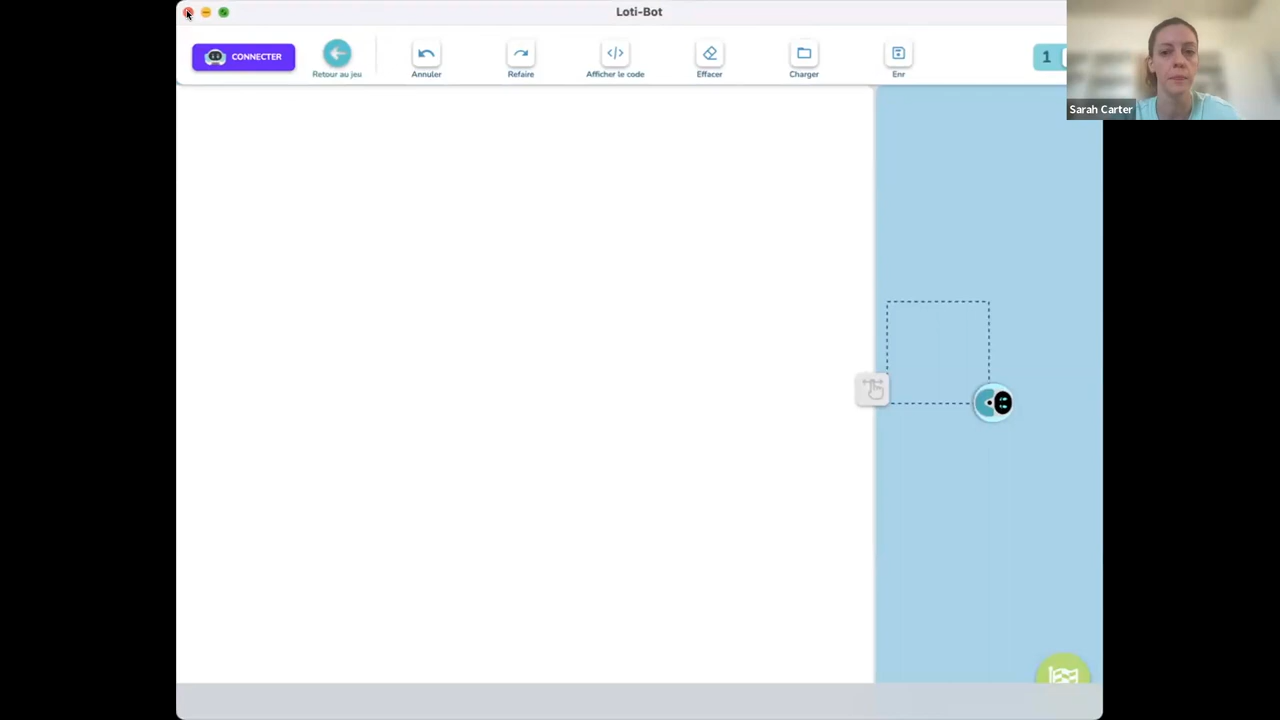 Loti-Bot
CONNECTER
Retour au jeu
Annuler
Refaire
Afficher le code
Effacer
Charger
Enr
1
Sarah Carter